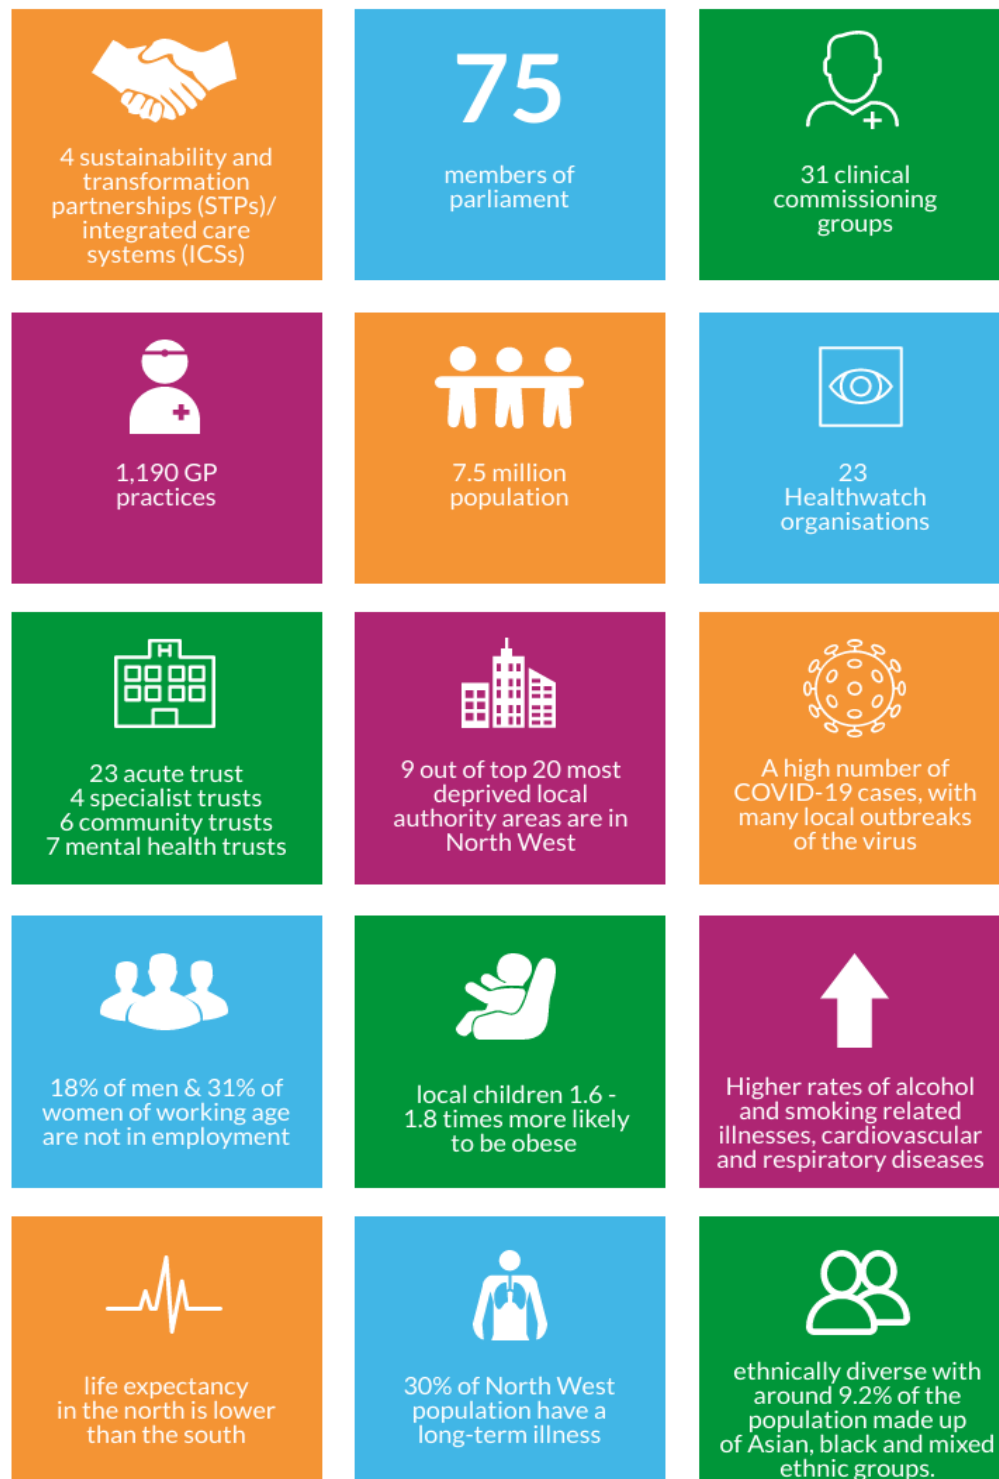 4 sustainability and
transformation
partnerships (STPs)/
integrated care
systems (ICSs)
75
members of
parliament
31 clinical
commissioning
groups
1,190 GP
practices
7.5 million
population
23
Healthwatch
organisations
H
23 acute trust
4 specialist trusts
6 community trusts
7 mental health trusts
9 out of top 20 most
deprived local
authority areas are in
North West
A high number of
COVID-19 cases, with
many local outbreaks
of the virus
18% of men & 31% of
women of working age
are not in employment
local children 1.6 -
1.8 times more likely
to be obese
Higher rates of alcohol
and smoking related
illnesses, cardiovascular
and respiratory diseases
life expectancy
in the north is lower
than the south
30% of North West
population have a
long-term illness
ethnically diverse with
around 9.2% of the
population made up
of Asian, black and mixed
ethnic groups.